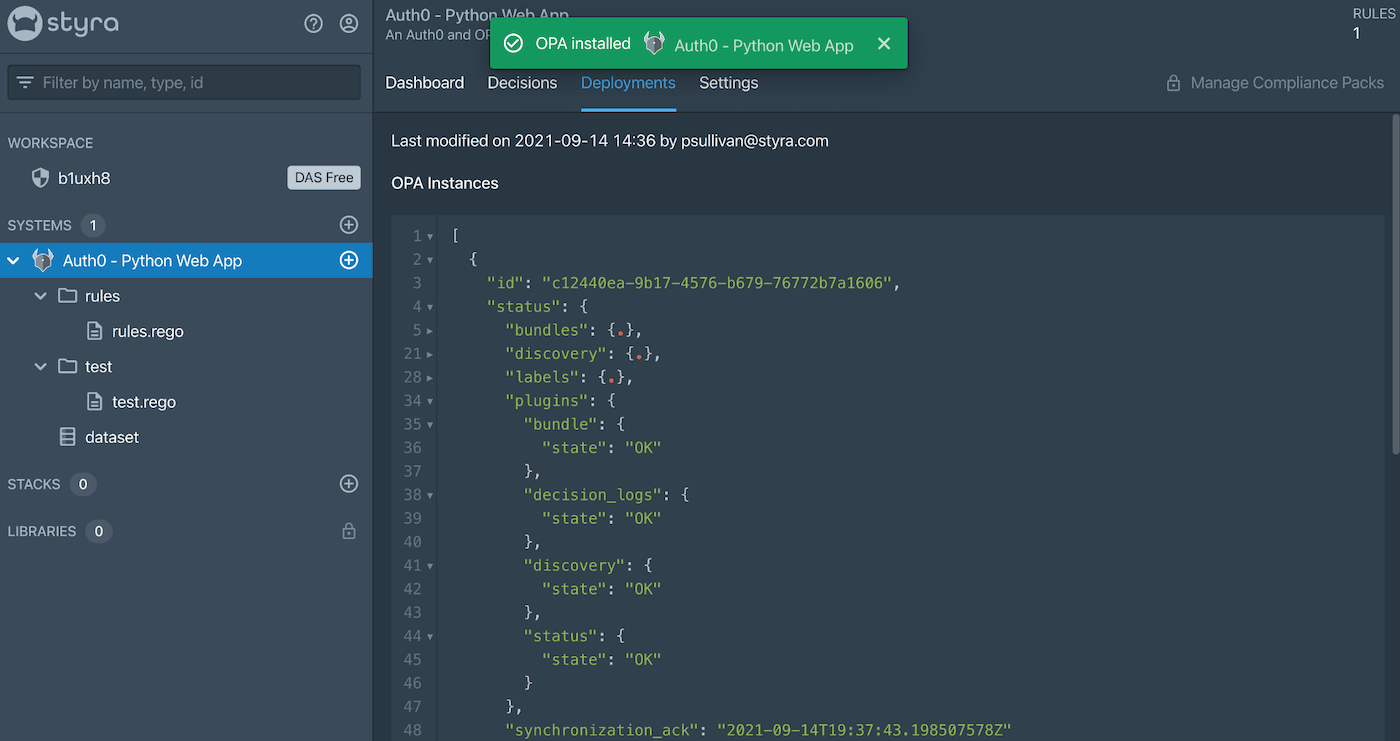 styra
Filter by name, type, id
WORKSPACE
b1uxh8
DAS Free
SYSTEMS 1
Auth0 - Python Web App
rules
rules.rego
test
test.rego
dataset
STACKS 0
LIBRARIES 0
Auth0 - Python Web App
An Auth0 and OP
OPA installed Auth0 - Python Web App
RULES
1
Dashboard Decisions Deployments Settings
Manage Compliance Packs
Last modified on 2021-09-14 14:36 by psullivan@styra.com
OPA Instances
1 [
2 {
3 "id": "c12440ea-9b17-4576-b679-76772b7a1606",
4 "status": {
5 "bundles": {.},
21 "discovery": {.},
28 "labels": {.},
34 "plugins": {
35 "bundle": {
36 "state": "OK"
37 },
38 "decision_logs": {
39 "state": "OK"
40 },
41 "discovery": {
42 "state": "OK"
43 },
44 "status": {
45 "state": "OK"
46 }
47 },
48 "synchronization_ack": "2021-09-14T19:37:43.198507578Z"